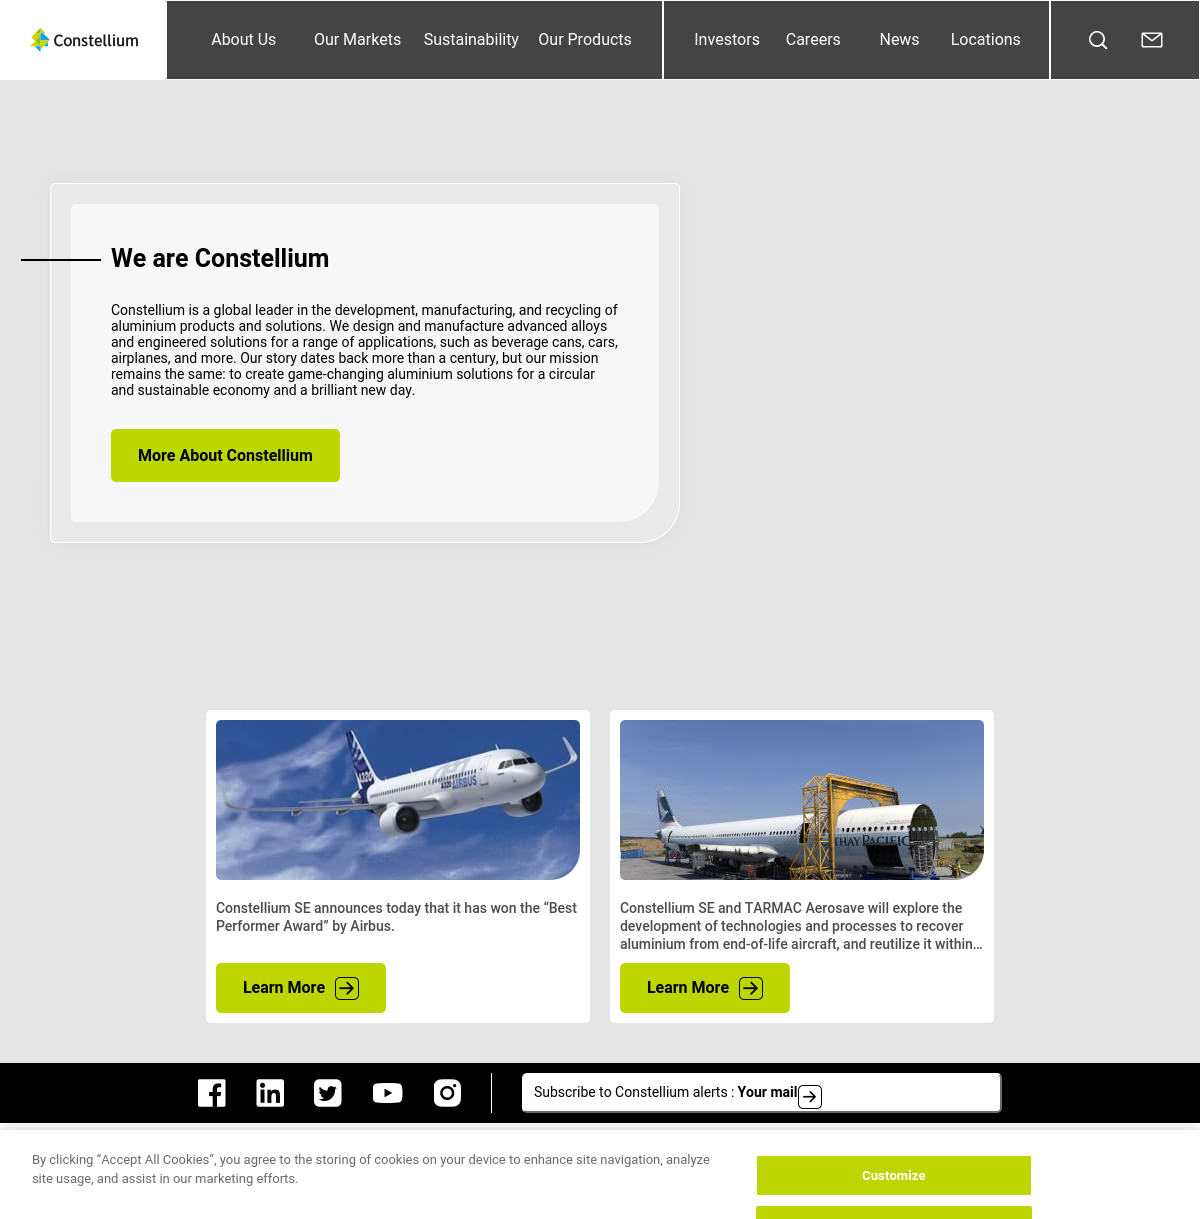 Constellium
About Us
Our Markets
Sustainability
Our Products
Investors
Careers
News
Locations
We are Constellium
Constellium is a global leader in the development, manufacturing, and recycling of
aluminium products and solutions. We design and manufacture advanced alloys
and engineered solutions for a range of applications, such as beverage cans, cars,
airplanes, and more. Our story dates back more than a century, but our mission
remains the same: to create game-changing aluminium solutions for a circular
and sustainable economy and a brilliant new day.
More About Constellium
A320
A320 AIRBUS
THAY PACIFIC
Constellium SE announces today that it has won the “Best
Performer Award” by Airbus.
Learn More
Constellium SE and TARMAC Aerosave will explore the
development of technologies and processes to recover
aluminium from end-of-life aircraft, and reutilize it within...
Learn More
Subscribe to Constellium alerts : Your mail
By clicking “Accept All Cookies”, you agree to the storing of cookies on your device to enhance site navigation, analyze
site usage, and assist in our marketing efforts.
Customize